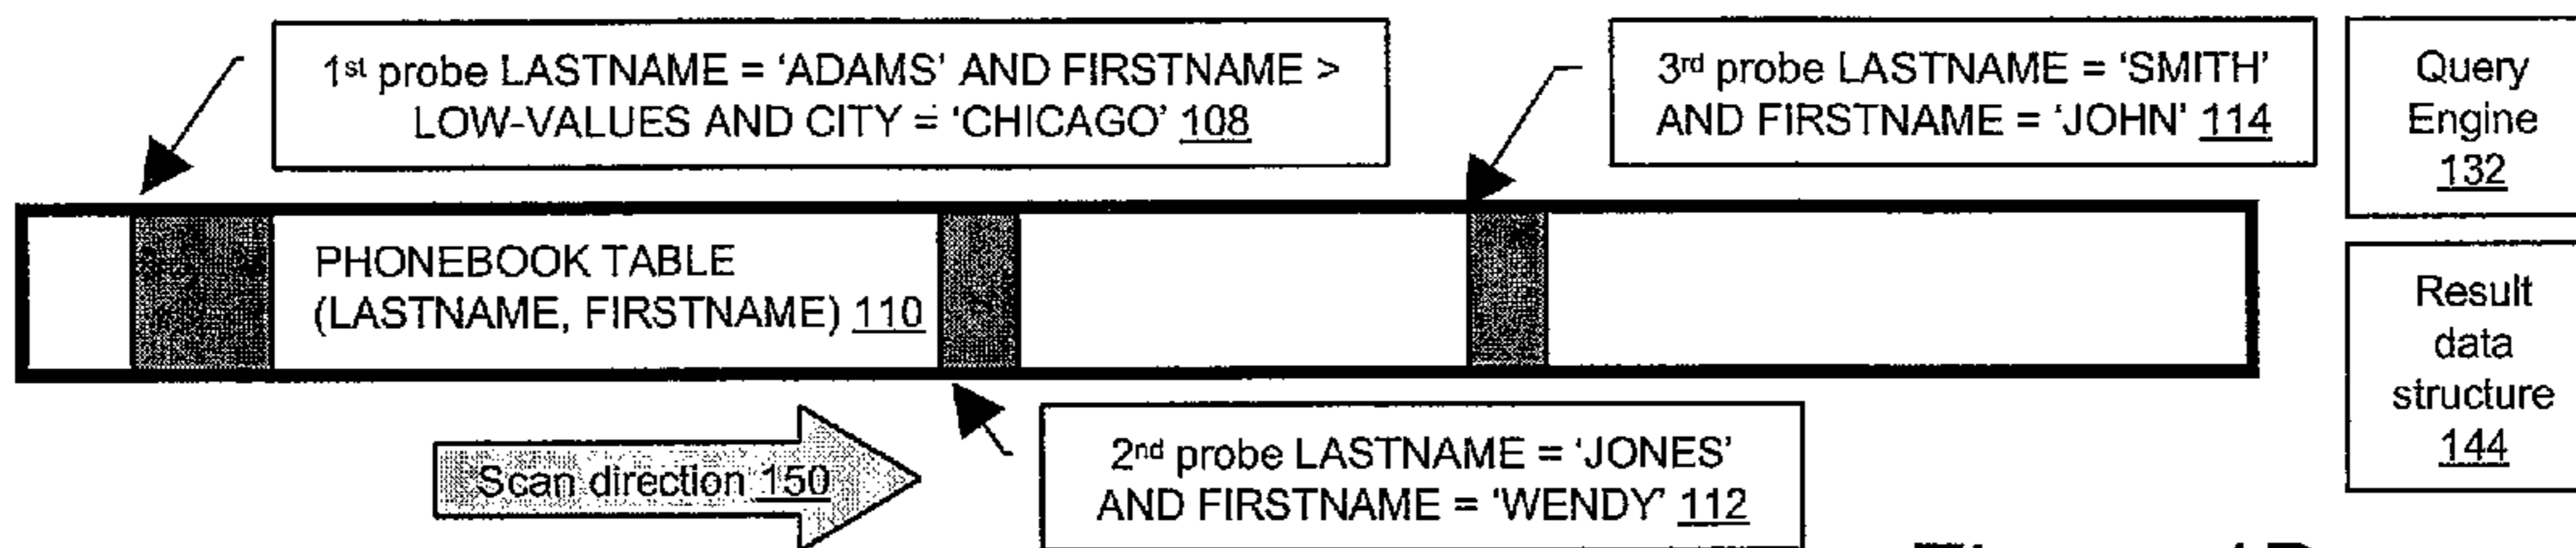 1st probe LASTNAME = ‘ADAMS’ AND FIRSTNAME >
LOW-VALUES AND CITY = ‘CHICAGO’ 108
3rd probe LASTNAME = ‘SMITH’
AND FIRSTNAME = ‘JOHN’ 114
Query
Engine
132
PHONEBOOK TABLE
(LASTNAME, FIRSTNAME) 110
Result
data
structure
144
Scan direction 150
2nd probe LASTNAME = ‘JONES’
AND FIRSTNAME = ‘WENDY’ 112